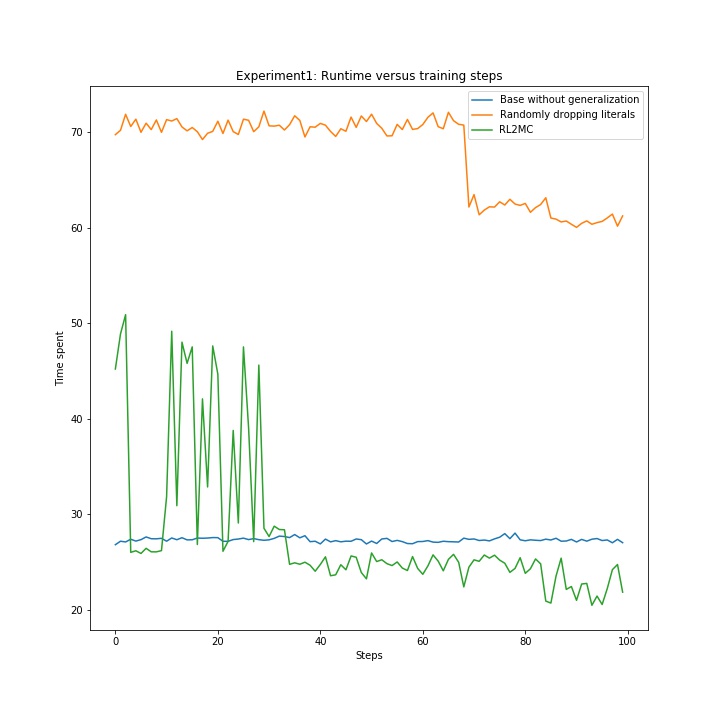 Experiment1: Runtime versus training steps
Base without generalization
Randomly dropping literals
RL2MC
Time spent
70
60
50
40
30
20
0 20 40 60 80 100
Steps